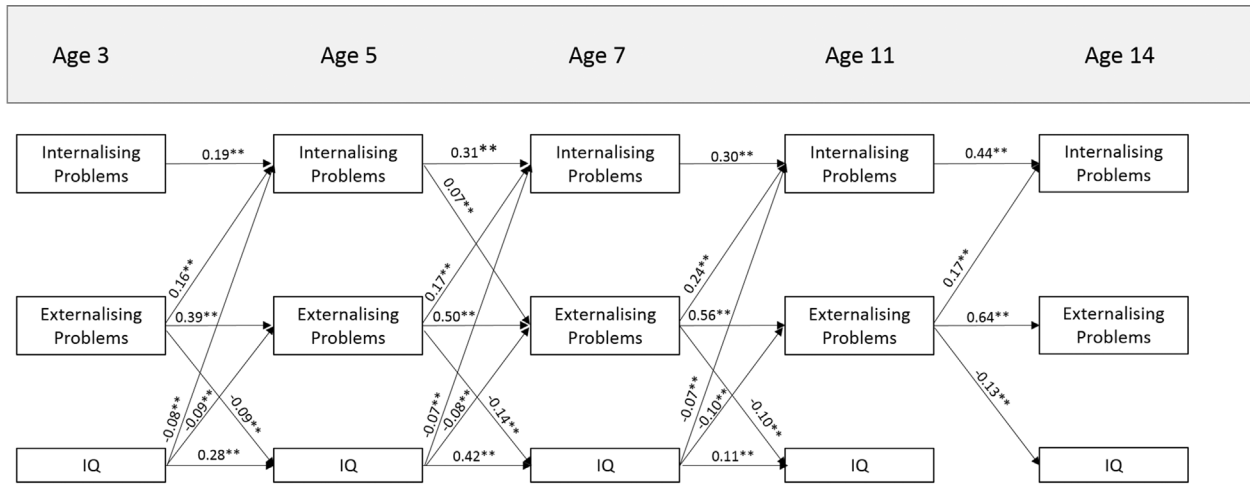 Age 3 Age 5 Age 7 Age 11 Age 14
Internalising
Problems
0.19**
Internalising
Problems
0.31**
Internalising
Problems
0.30**
Internalising
Problems
0.44**
Internalising
Problems
0.16**
0.07**
0.17**
0.24**
0.17**
Externalising
Problems
0.39**
Externalising
Problems
0.50**
Externalising
Problems
0.56**
Externalising
Problems
0.64**
Externalising
Problems
-0.08**
-0.09**
-0.09**
-0.07**
-0.08**
-0.14**
-0.07**
-0.10**
-0.10**
-0.13**
IQ
0.28**
IQ
0.42**
IQ
0.11**
IQ
IQ